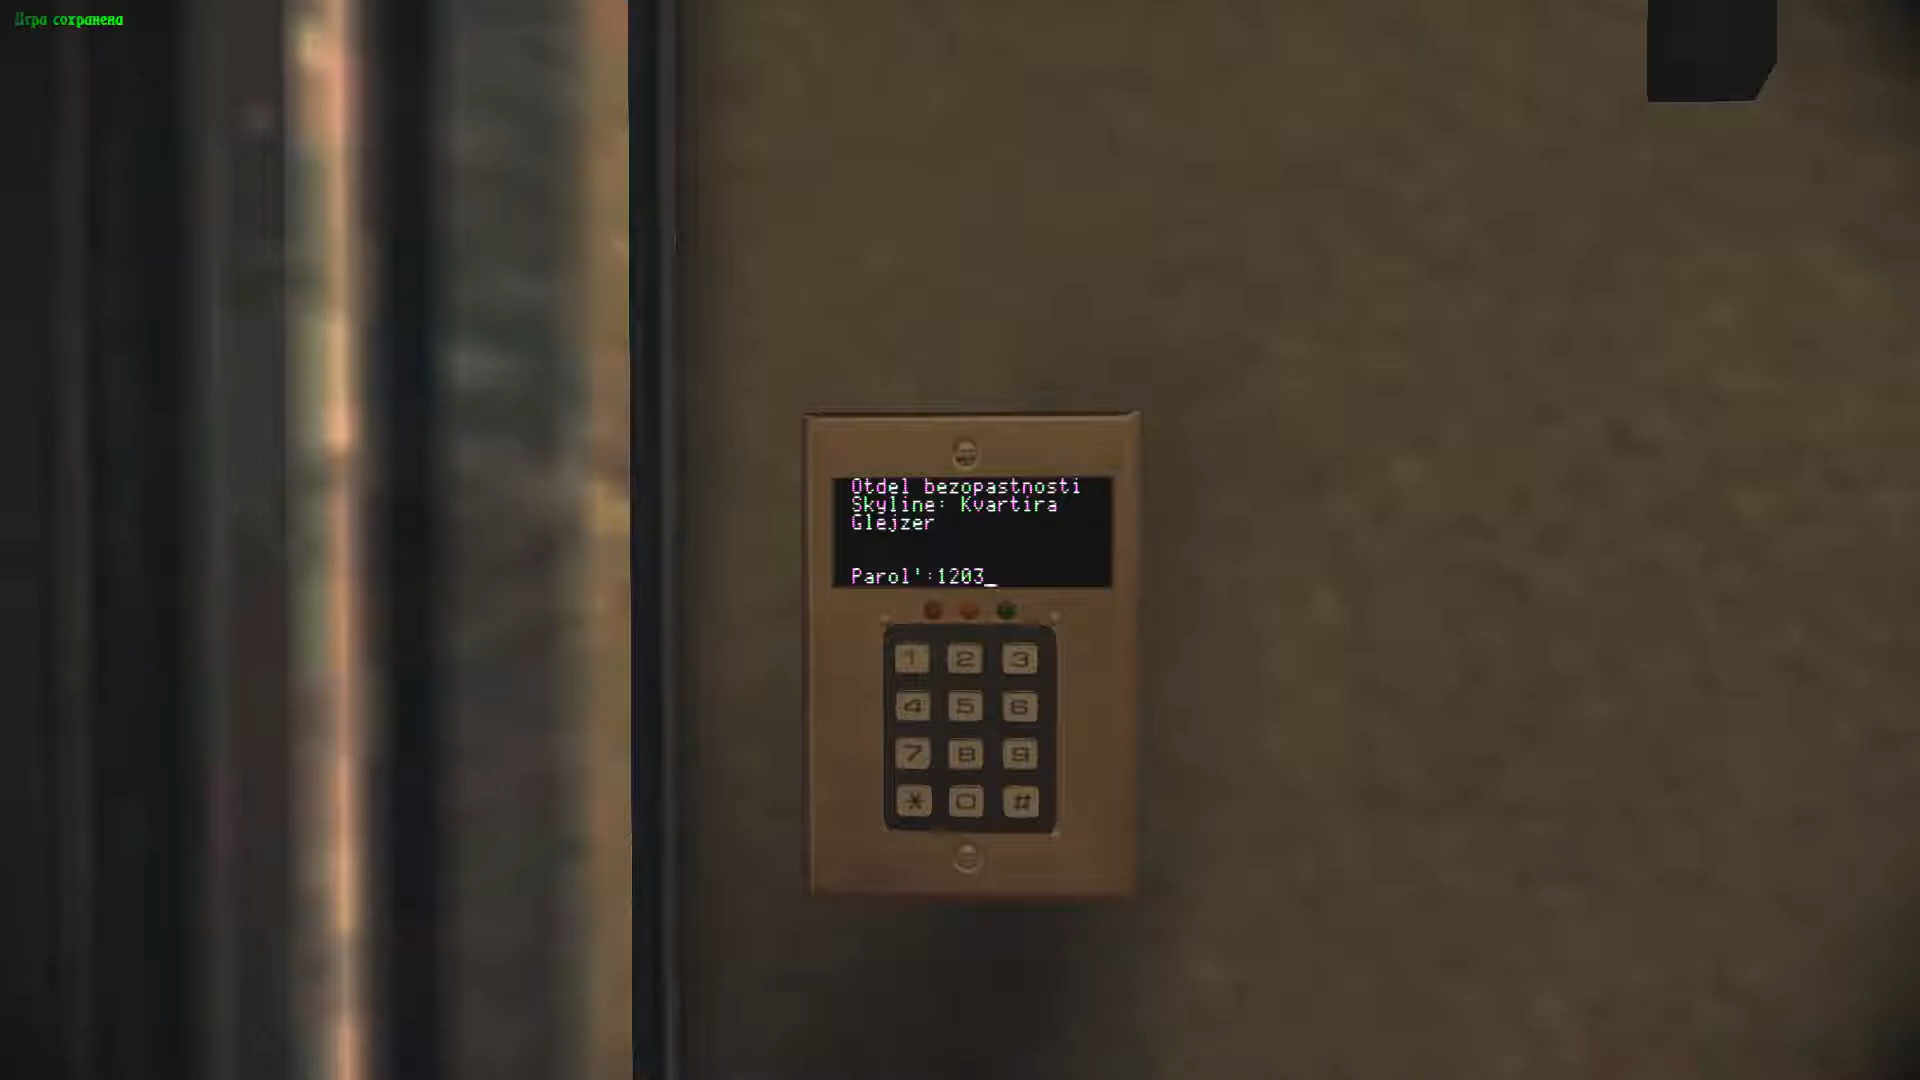 Игра сохранена
Otdel bezopastnosti
Skyline: Kvartira
Glejzer
Parol':1203_
1 2 3
4 5 6
7 8 9
* 0 #